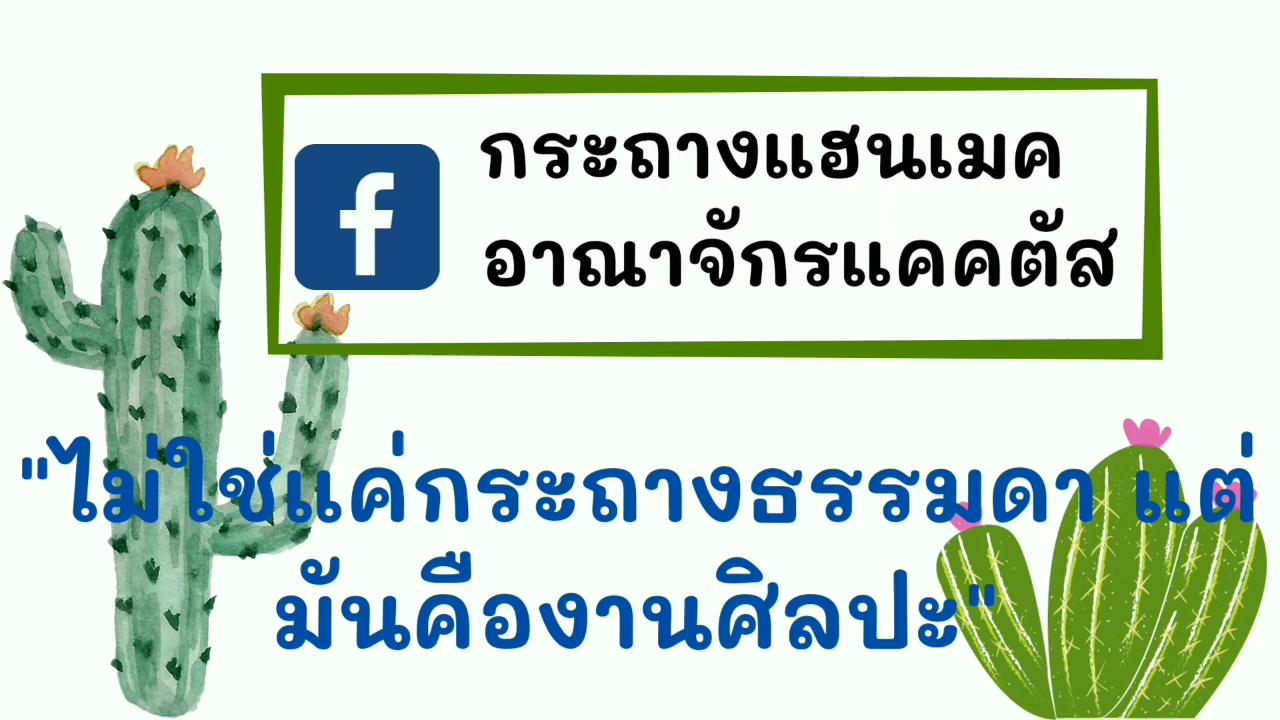 f
กระถางแฮนเมค
อาณาจักรแคคตัส
"ไม่ใช่แค่กระถางธรรมดา แต่
มันคืองานศิลปะ"